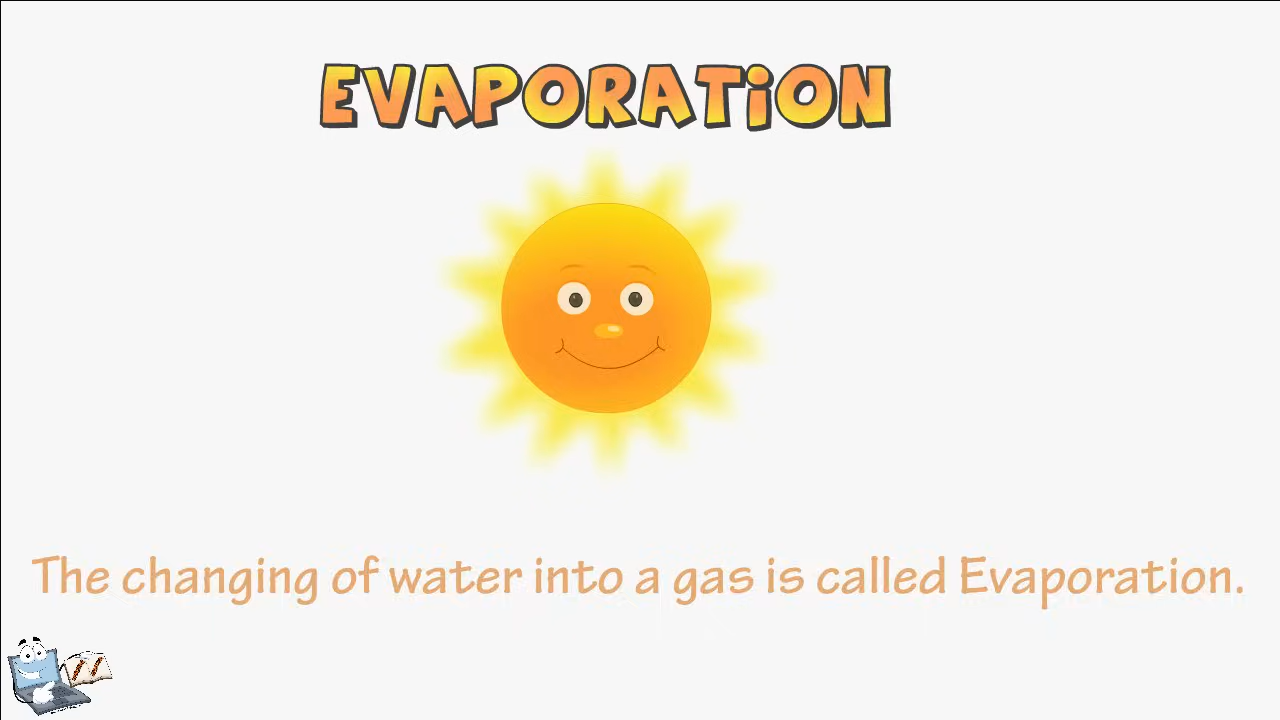 EVAPORATiON
The changing of water into a gas is called Evaporation.